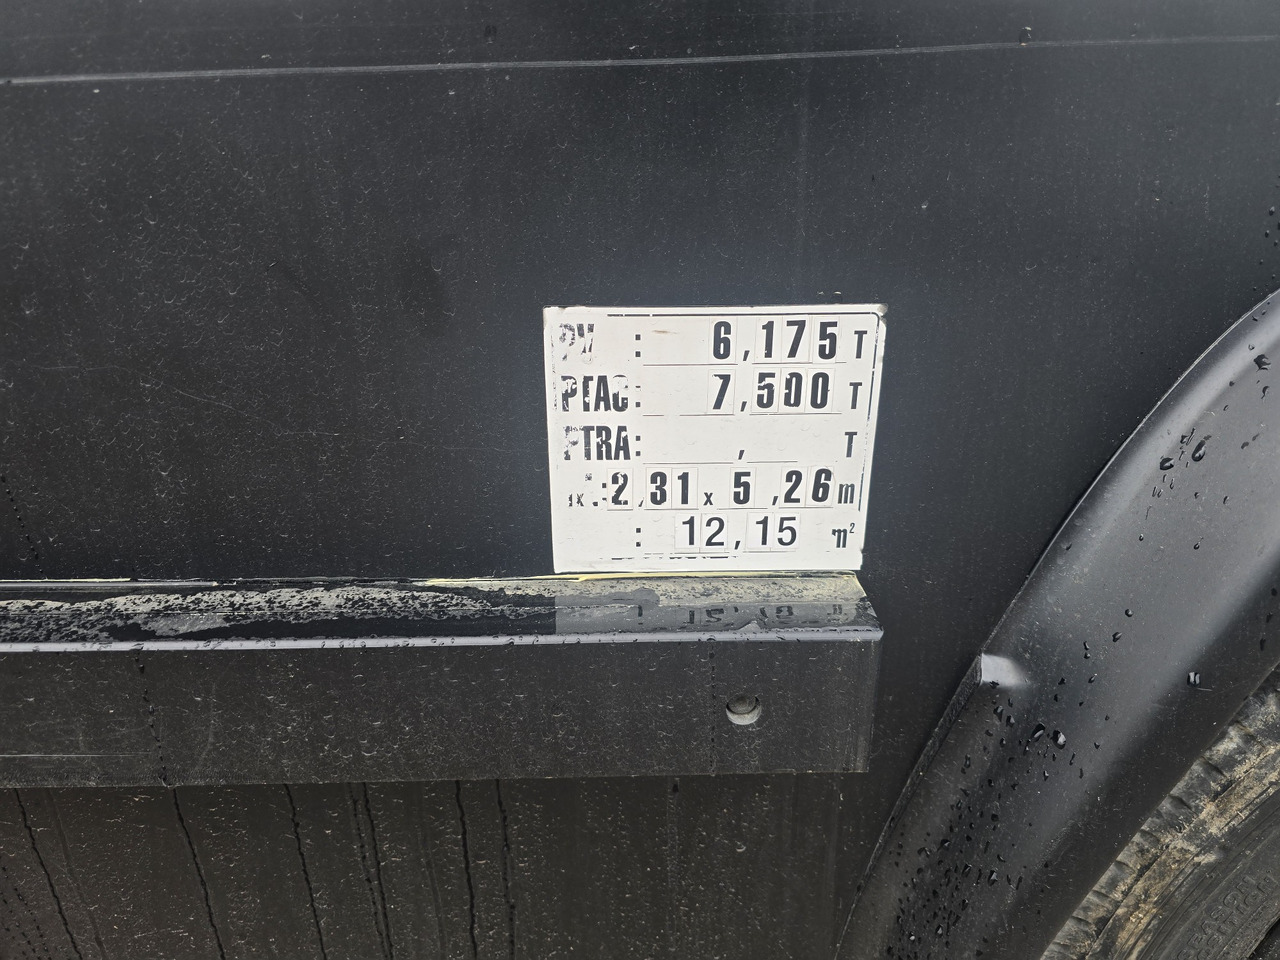 PV : 6,175 T
PTAC: 7,500 T
PTRA: , T
: 2,31 x 5,26 m
: 12,15 m²